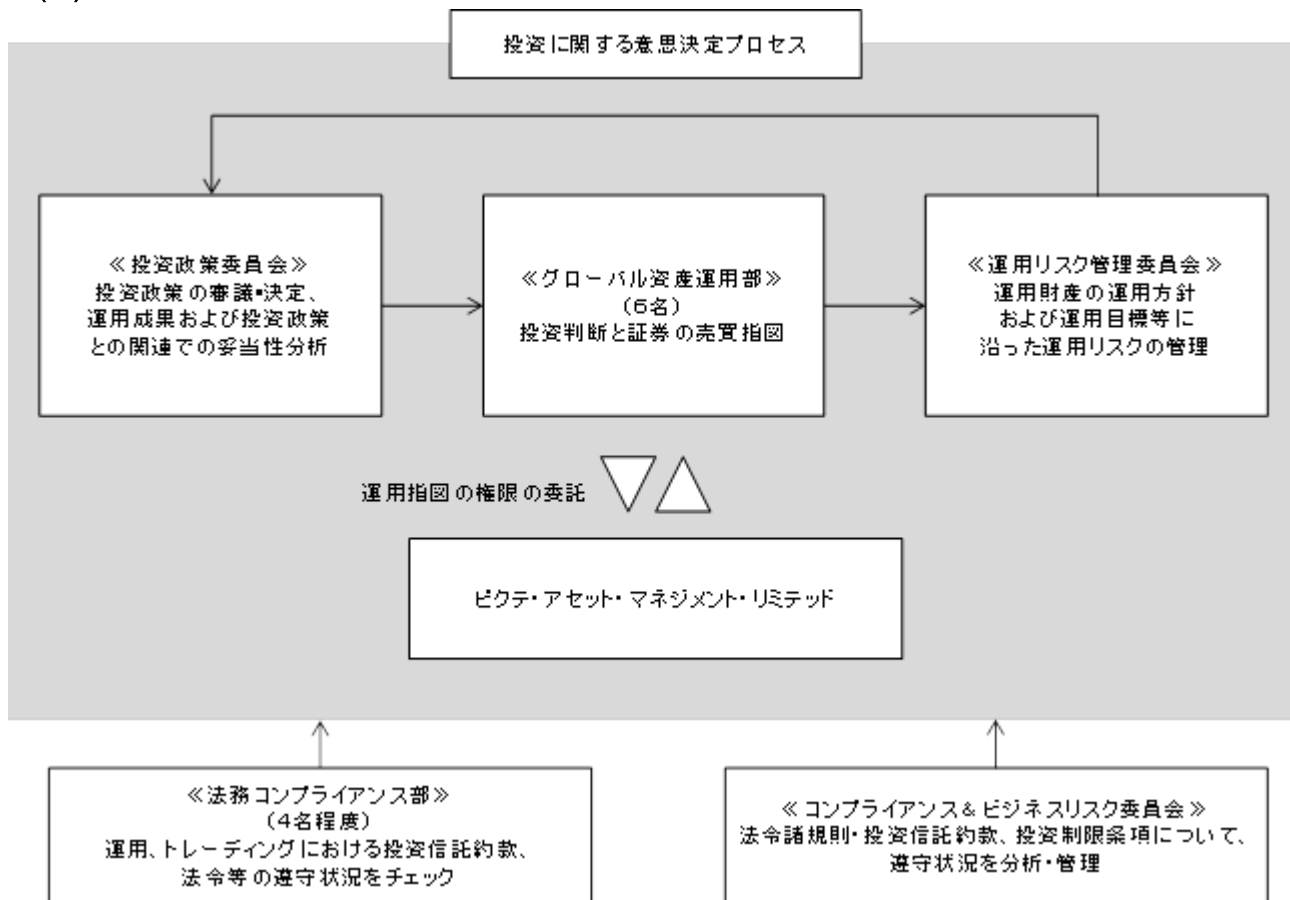 投資に関する意思決定プロセス
≪投資政策委員会≫
投資政策の審議・決定、
運用成果および投資政策
との関連での妥当性分析
≪グローバル資産運用部≫
(6名)
投資判断と証券の売買指図
≪運用リスク管理委員会≫
運用財産の運用方針
および運用目標等に
沿った運用リスクの管理
運用指図の権限の委託
ピクテ・アセット・マネジメント・リミテッド
≪法務コンプライアンス部≫
(4名程度)
運用、トレーディングにおける投資信託約款、
法令等の遵守状況をチェック
≪コンプライアンス&ビジネスリスク委員会≫
法令諸規則・投資信託約款、投資制限条項について、
遵守状況を分析・管理